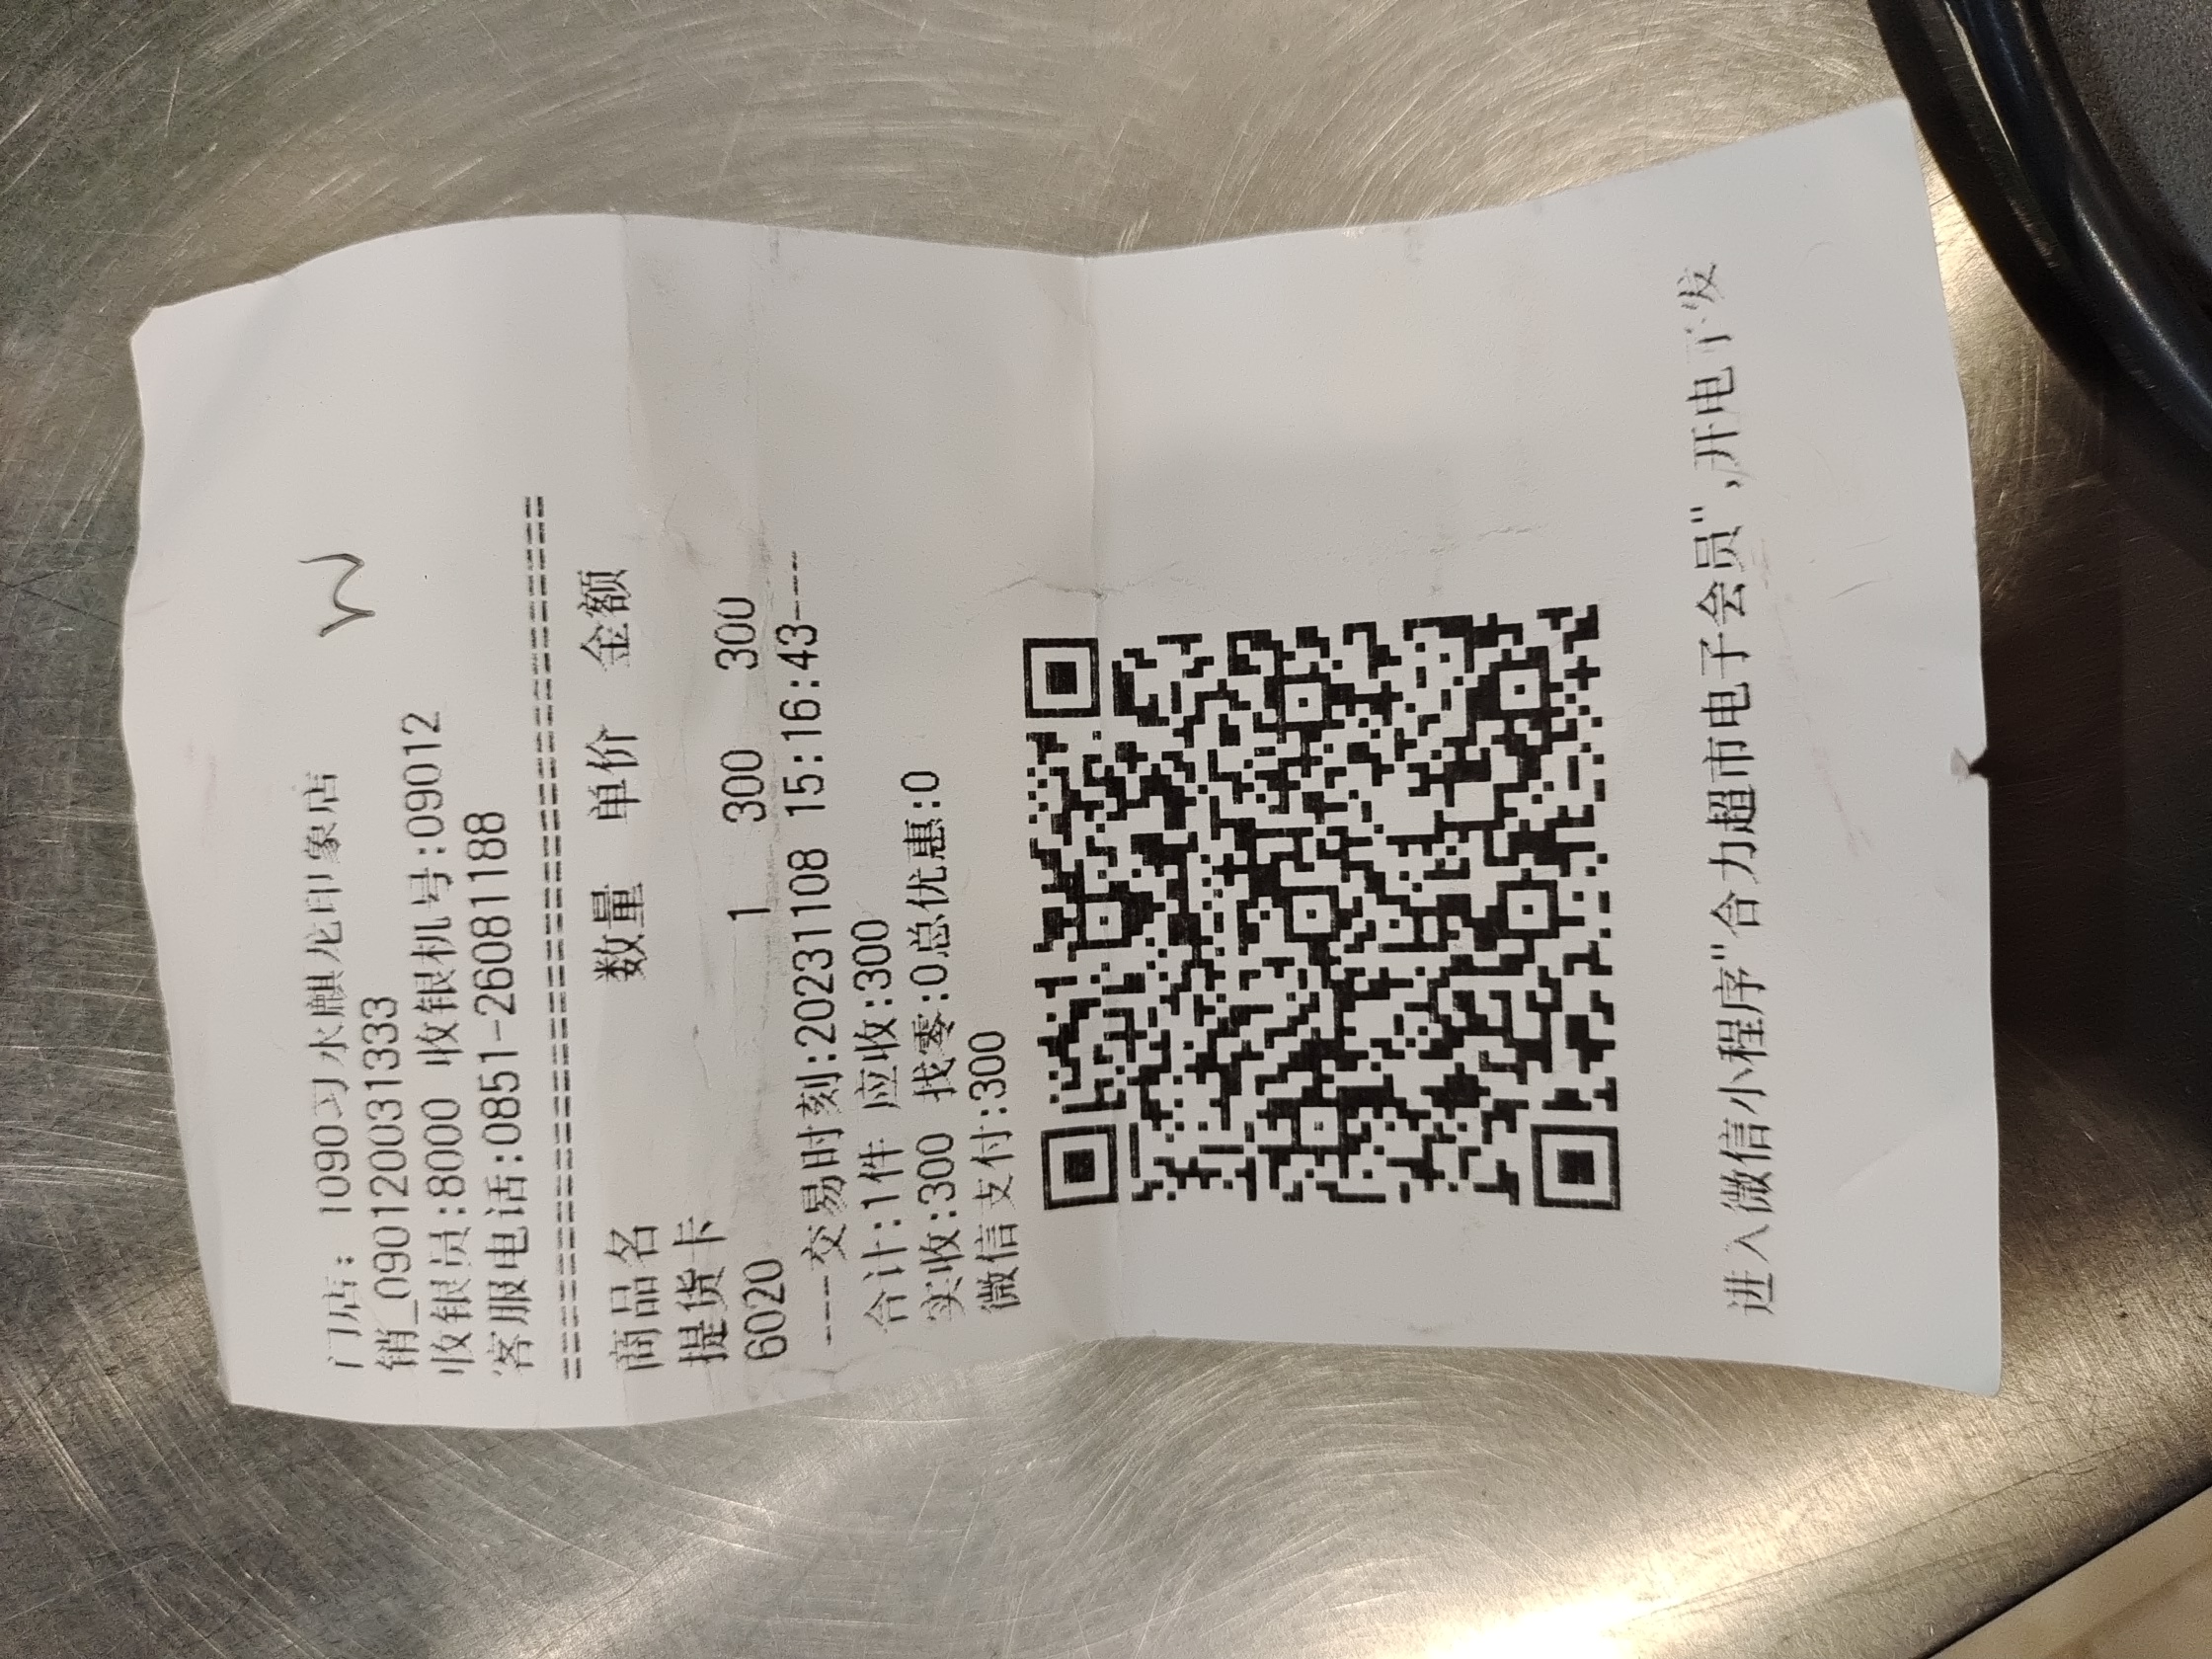 门店: 1090习水麒龙印象店
销_090120031333
收银员:8000 收银机号:09012
客服电话:0851-26081188
================================================
商品名 数量 单价 金额
提货卡
6020 1 300 300
---交易时刻:20231108 15:16:43----
合计:1件 应收:300
实收:300 找零:0总优惠:0
微信支付:300
进入微信小程序"合力超市电子会员",开电子发